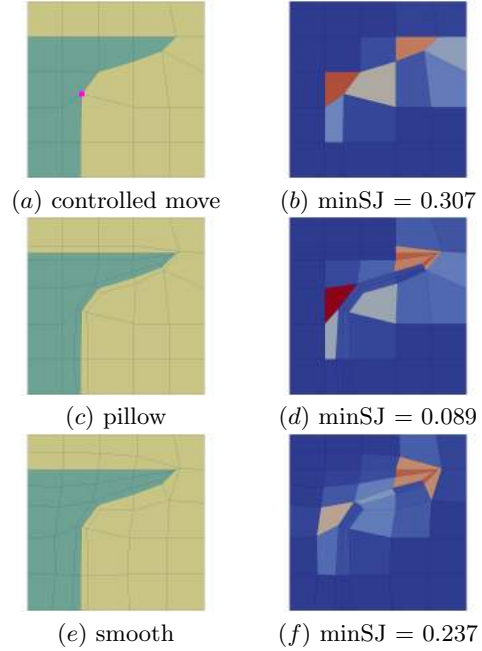 (a) controlled move
(b) minSJ = 0.307
(c) pillow
(d) minSJ = 0.089
(e) smooth
(f) minSJ = 0.237